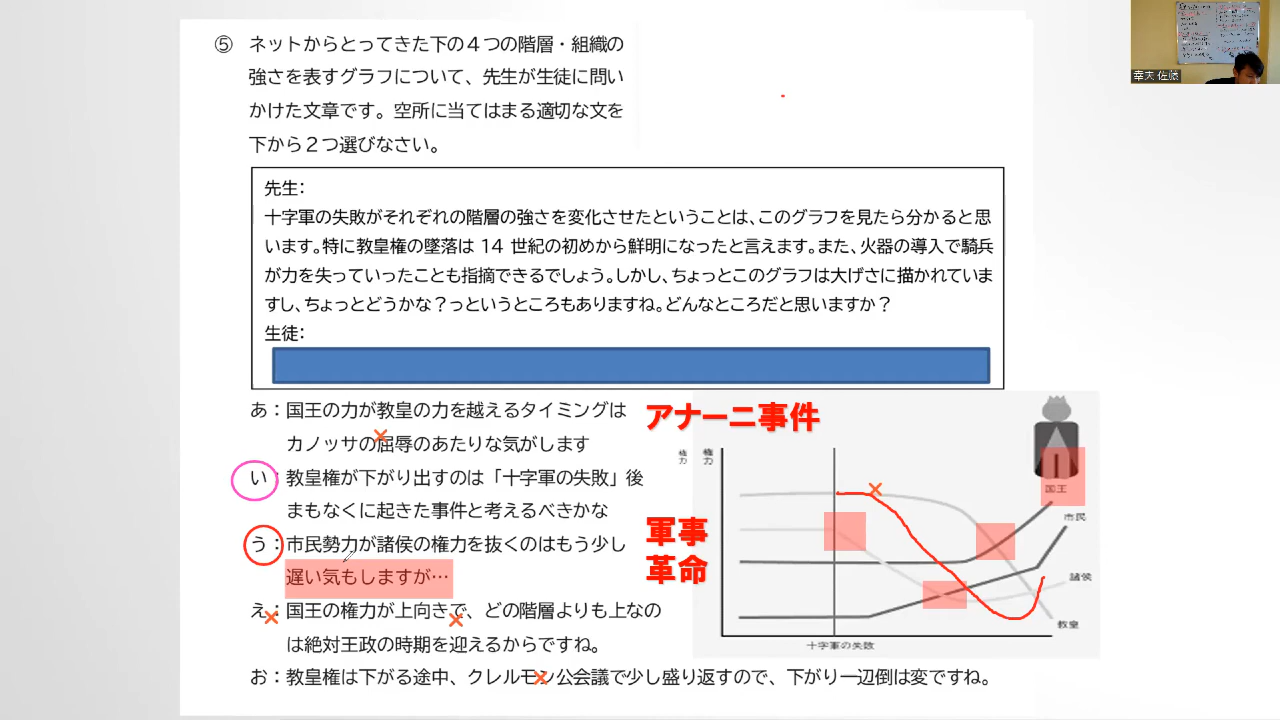 ⑤ ネットからとってきた下の４つの階層・組織の
強さを表すグラフについて、先生が生徒に問い
かけた文章です。空所に当てはまる適切な文を
下から２つ選びなさい。
幸夫 佐藤
先生：
十字軍の失敗がそれぞれの階層の強さを変化させたということは、このグラフを見たら分かると思
います。特に教皇権の墜落は 14 世紀の初めから鮮明になったと言えます。また、火器の導入で騎兵
が力を失っていったことも指摘できるでしょう。しかし、ちょっとこのグラフは大げさに描かれていま
すし、ちょっとどうかな？っというところもありますね。どんなところだと思いますか？
生徒：
あ：国王の力が教皇の力を越えるタイミングは
カノッサの屈辱のあたりな気がします
い：教皇権が下がり出すのは「十字軍の失敗」後
まもなくに起きた事件と考えるべきかな
う：市民勢力が諸侯の権力を抜くのはもう少し
遅い気もしますが…
え：国王の権力が上向きで、どの階層よりも上なの
は絶対王政の時期を迎えるからですね。
お：教皇権は下がる途中、クレルモン公会議で少し盛り返すので、下がり一辺倒は変ですね。
アナーニ事件
軍事
革命
権力
権力
国王
市民
諸侯
教皇
十字軍の失敗